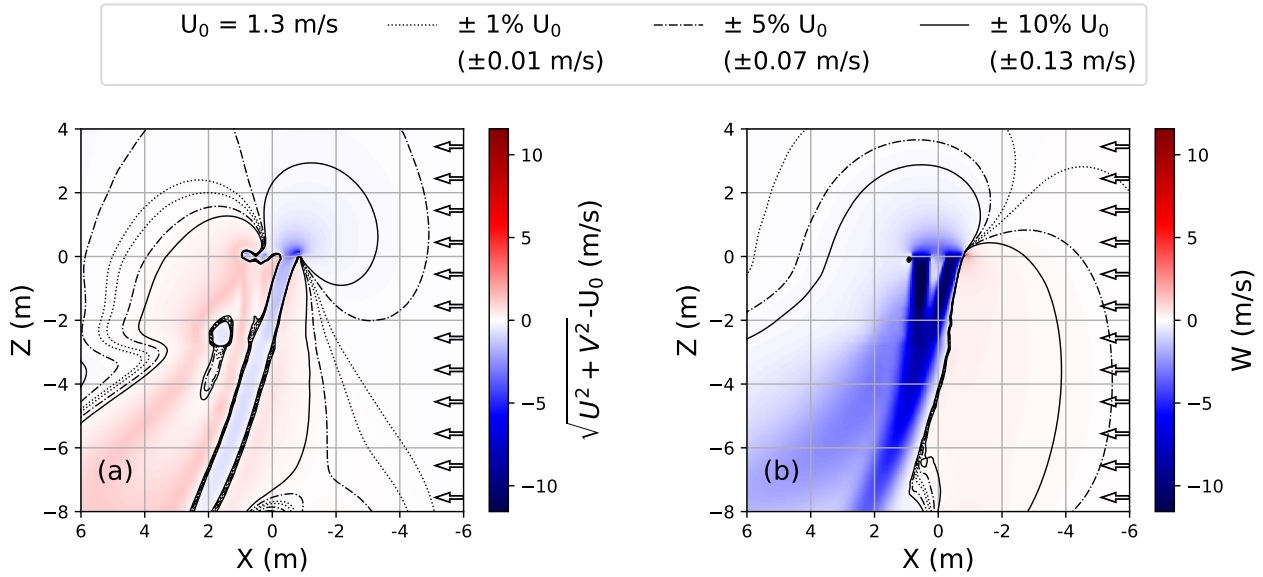 U₀ = 1.3 m/s ± 1% U₀ ± 5% U₀ ± 10% U₀
(±0.01 m/s) (±0.07 m/s) (±0.13 m/s)
4
2
0
−2
−4
−6
−8
Z (m)
(a)
6 4 2 0 -2 -4 -6
X (m)
10
5
0
−5
−10
√U² + V² -U₀ (m/s)
4
2
0
−2
−4
−6
−8
Z (m)
(b)
6 4 2 0 -2 -4 -6
X (m)
10
5
0
−5
−10
W (m/s)